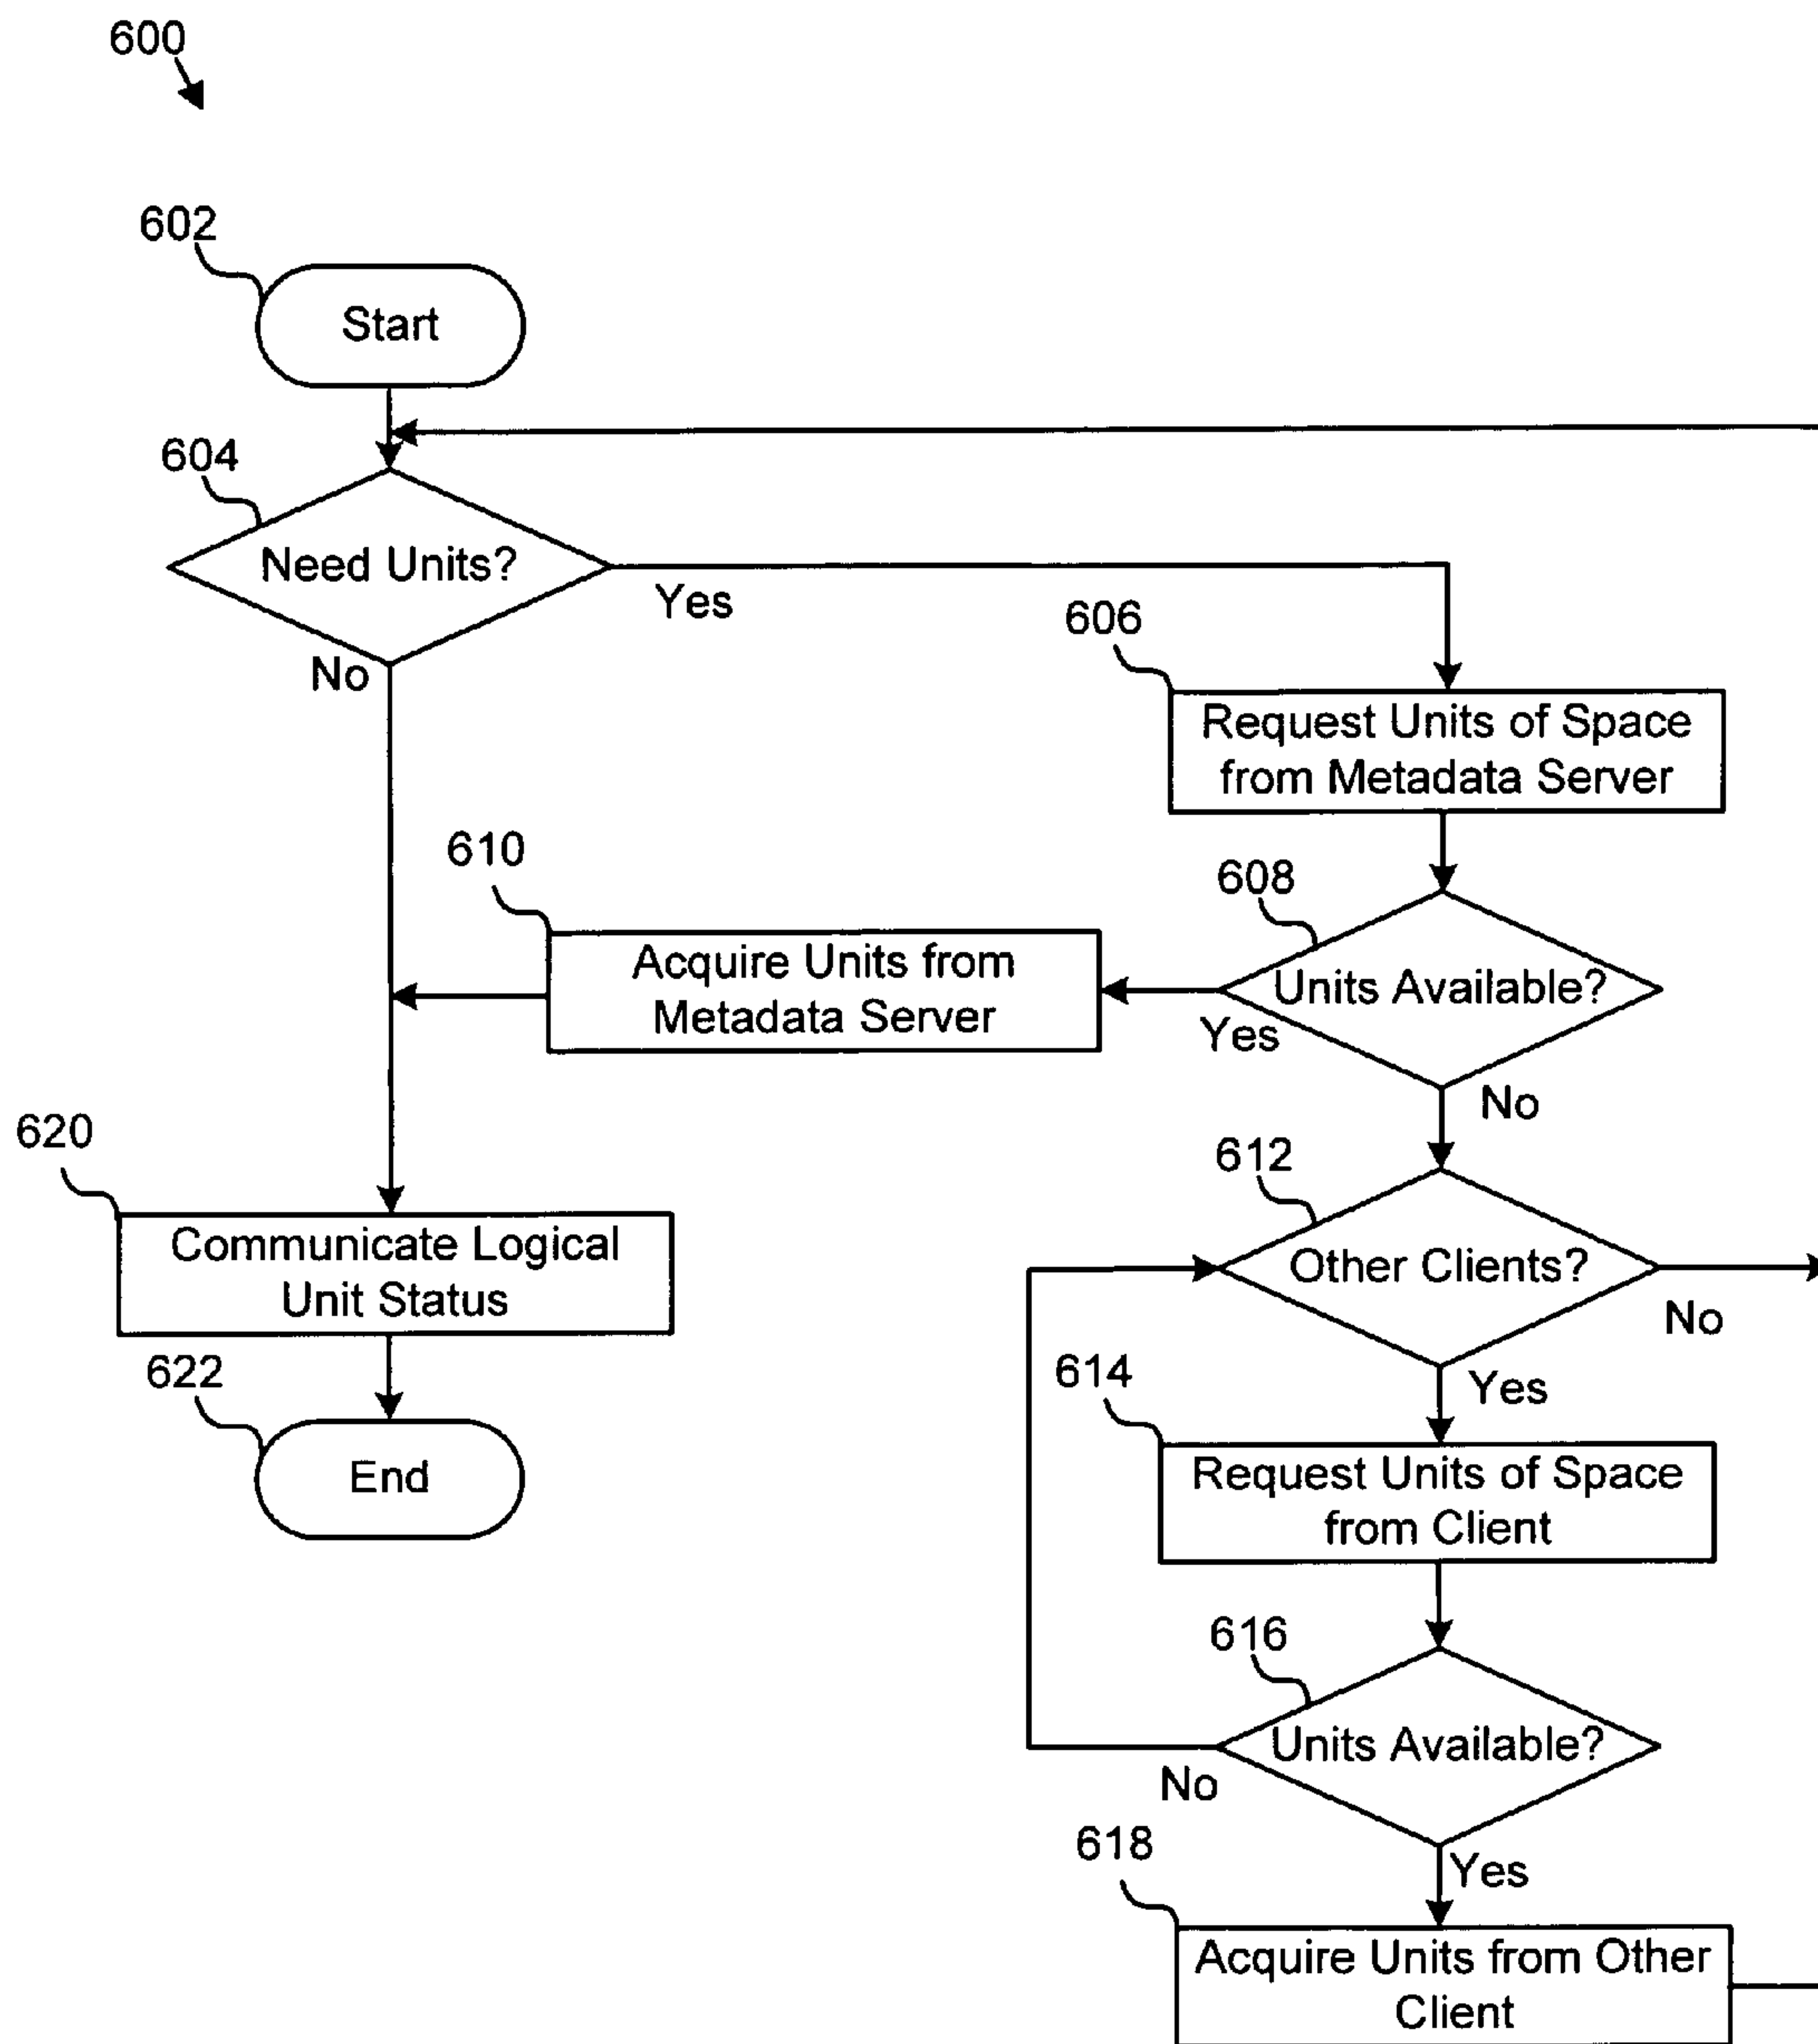 600
602
Start
604
Need Units?
Yes
No
606
Request Units of Space
from Metadata Server
608
Units Available?
Yes
No
610
Acquire Units from
Metadata Server
612
Other Clients?
No
Yes
614
Request Units of Space
from Client
616
Units Available?
No
Yes
618
Acquire Units from Other
Client
620
Communicate Logical
Unit Status
622
End